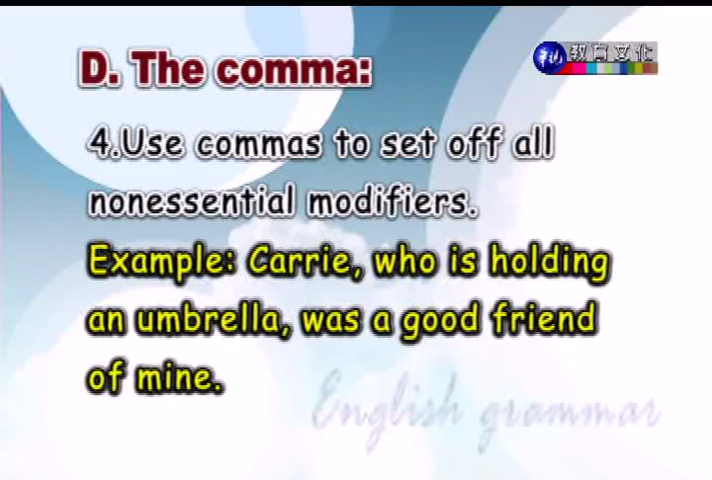 D. The comma:
教育文化
4.Use commas to set off all
nonessential modifiers.
Example: Carrie, who is holding
an umbrella, was a good friend
of mine.
English grammar